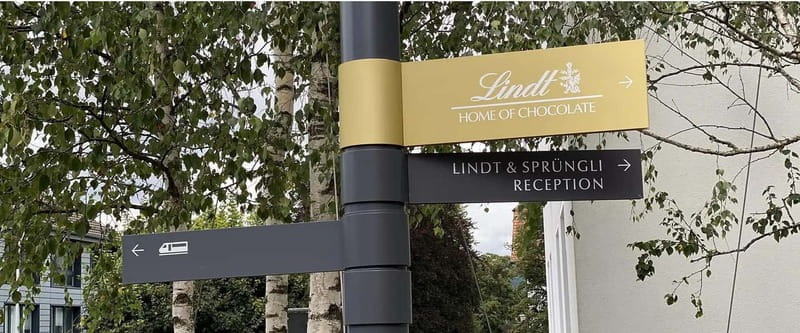 Lindt
HOME OF CHOCOLATE
LINDT & SPRÜNGLI
RECEPTION